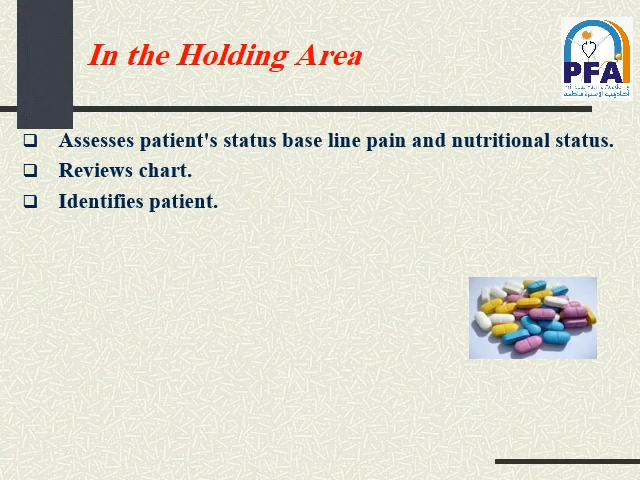 In the Holding Area
PFA
Assesses patient's status base line pain and nutritional status.
Reviews chart.
Identifies patient.